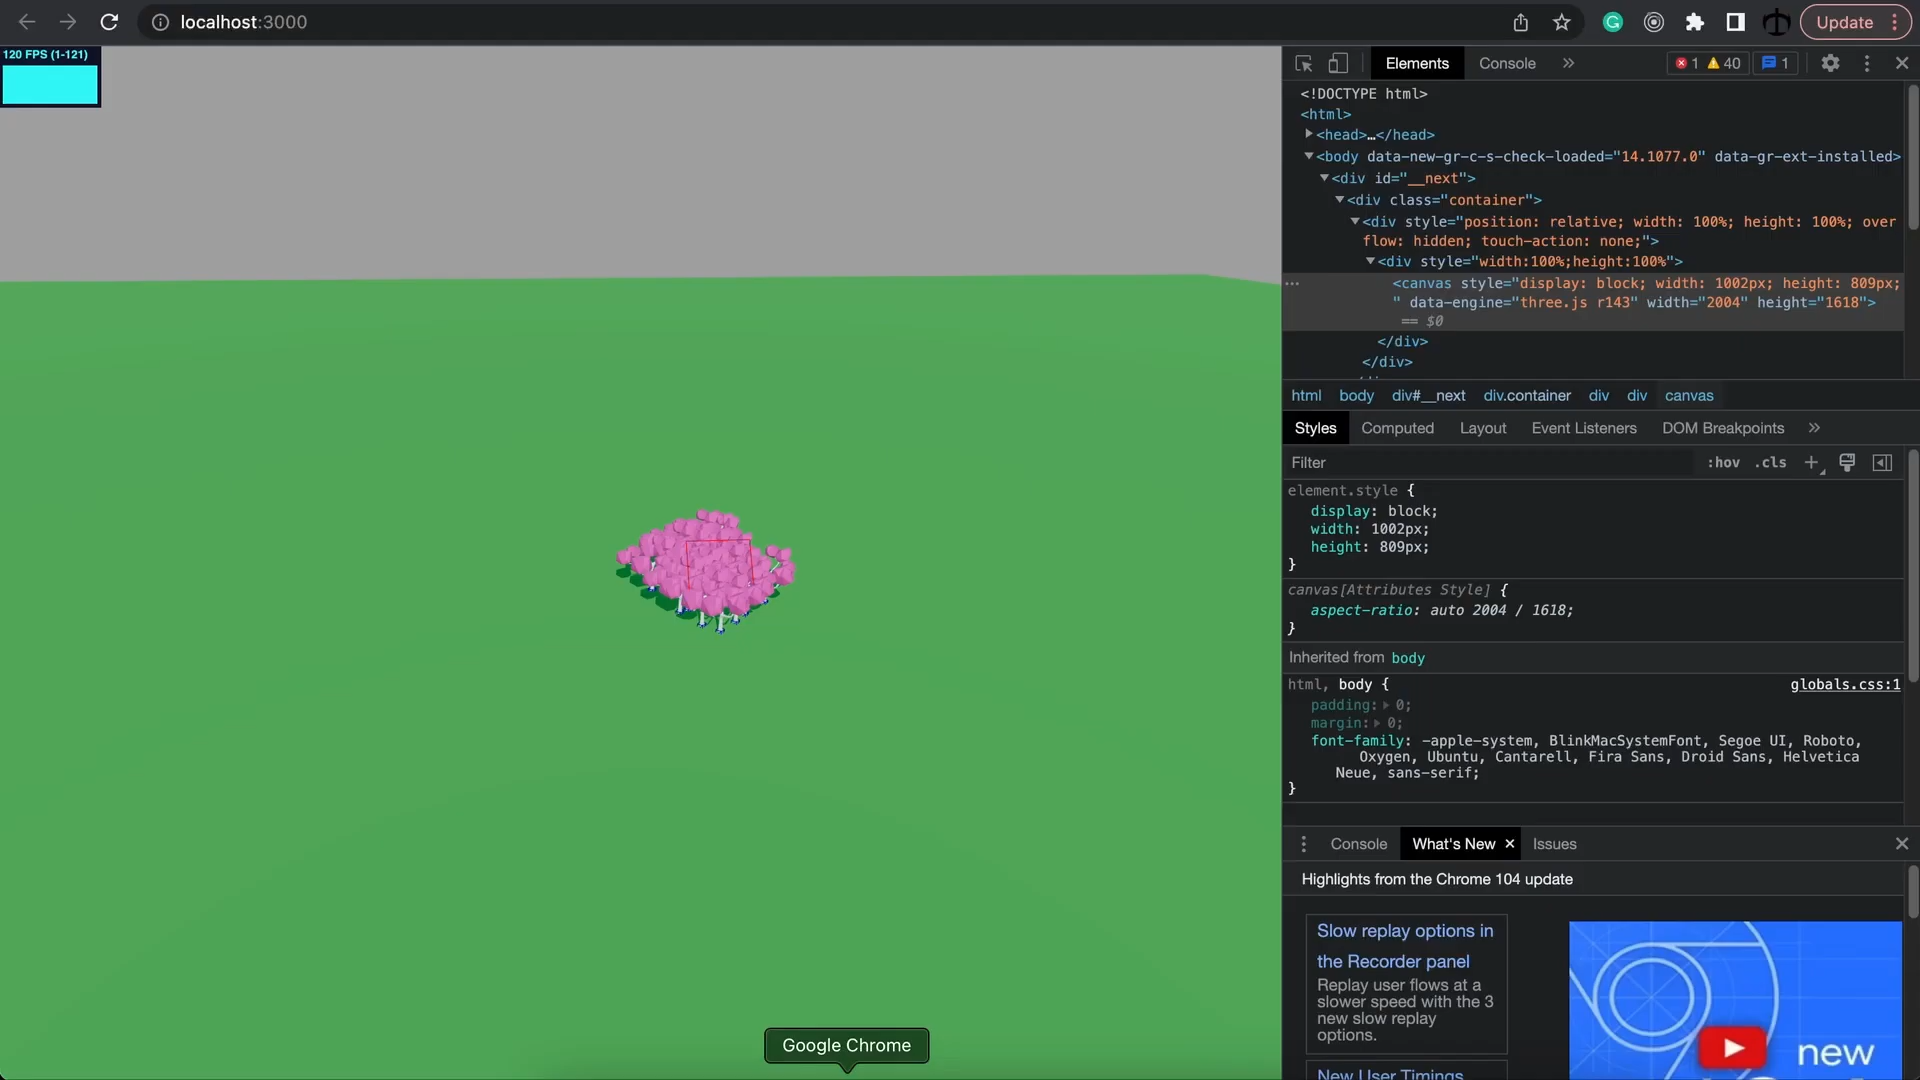 localhost:3000
Update
120 FPS (1-121)
Elements
Console
1
40
1
<!DOCTYPE html>
<html>
<head>…</head>
<body data-new-gr-c-s-check-loaded="14.1077.0" data-gr-ext-installed>
<div id="__next">
<div class="container">
<div style="position: relative; width: 100%; height: 100%; over
flow: hidden; touch-action: none;">
<div style="width:100%;height:100%">
<canvas style="display: block; width: 1002px; height: 809px;
" data-engine="three.js r143" width="2004" height="1618">
== $0
</div>
</div>
html body div#__next div.container div div canvas
Styles Computed Layout Event Listeners DOM Breakpoints
Filter
:hov .cls
element.style {
display: block;
width: 1002px;
height: 809px;
}
canvas[Attributes Style] {
aspect-ratio: auto 2004 / 1618;
}
Inherited from body
html, body {
globals.css:1
padding: 0;
margin: 0;
font-family: -apple-system, BlinkMacSystemFont, Segoe UI, Roboto,
Oxygen, Ubuntu, Cantarell, Fira Sans, Droid Sans, Helvetica
Neue, sans-serif;
}
Console What's New Issues
Highlights from the Chrome 104 update
Slow replay options in
the Recorder panel
Replay user flows at a
slower speed with the 3
new slow replay
options.
New User Timings
new
Google Chrome